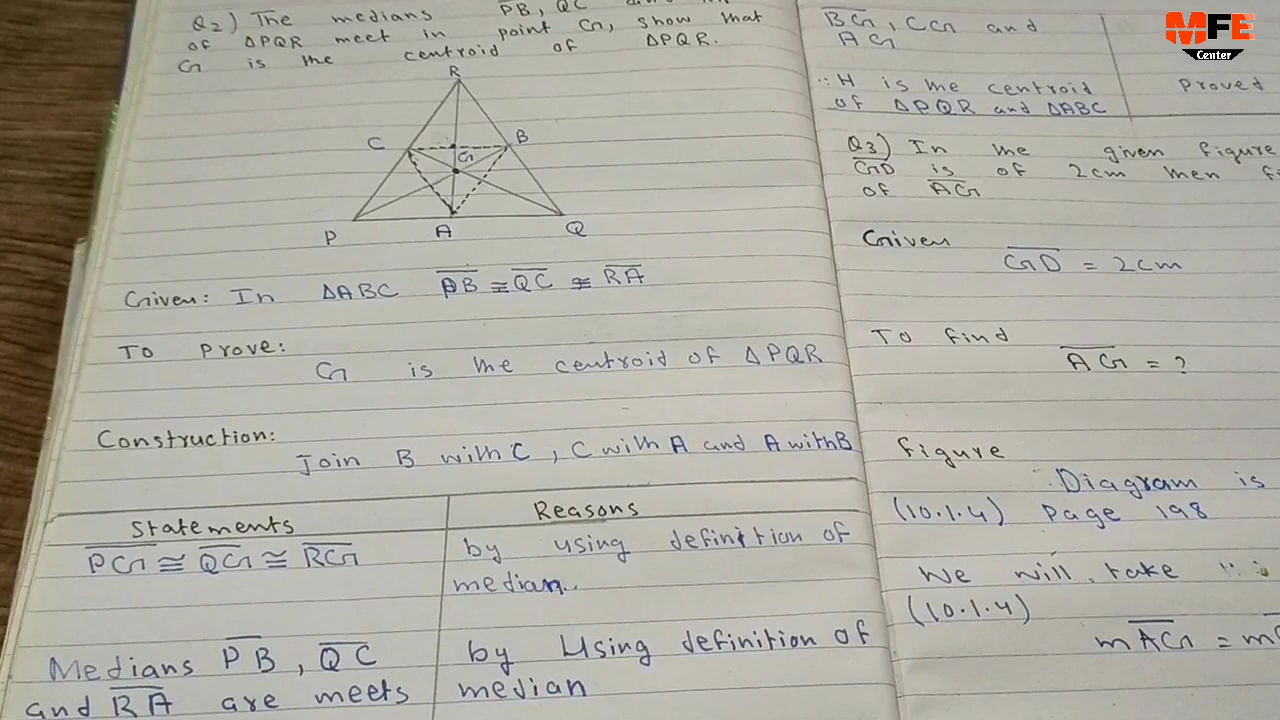 Q2) The medians PB, QC
of ΔPQR meet in point G, show that
G is the centroid of ΔPQR.
R
C
B
G
P
A
Q
Given: In ΔABC PB ≅ QC ≅ RA
To Prove:
G is the centroid of ΔPQR
Construction:
Join B with C, C with A and A with B
Statements
Reasons
PG ≅ QG ≅ RG
by using definition of
median.
Medians PB, QC
and RA are meets
by Using definition of
median
BG, CG and
AG
∴ H is the centroid
of ΔPQR and ΔABC
Proved
Q3) In the given figure
GD is of 2cm then
of AG
Given
GD = 2cm
To find
AG = ?
figure
Diagram is
(10.1.4) Page 198
We will take
(10.1.4)
mAG = m
MFE
Center